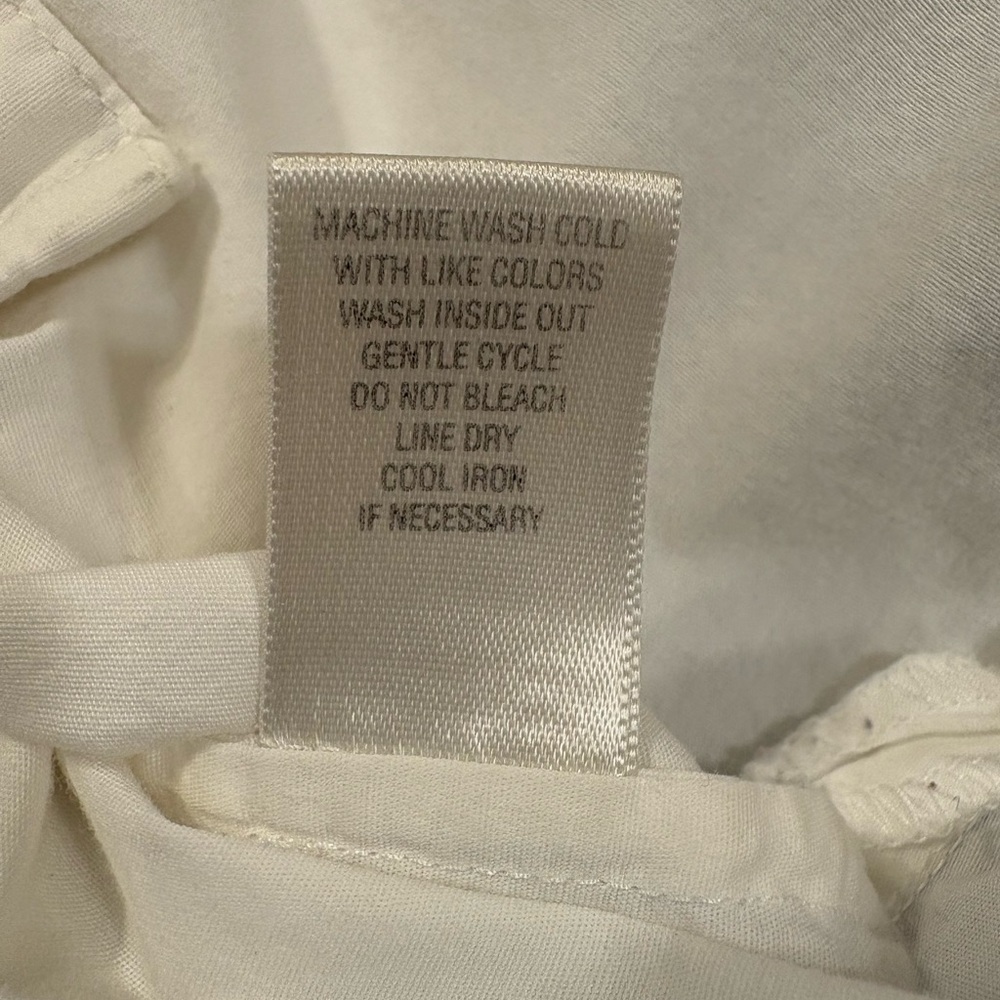 MACHINE WASH COLD
WITH LIKE COLORS
WASH INSIDE OUT
GENTLE CYCLE
DO NOT BLEACH
LINE DRY
COOL IRON
IF NECESSARY